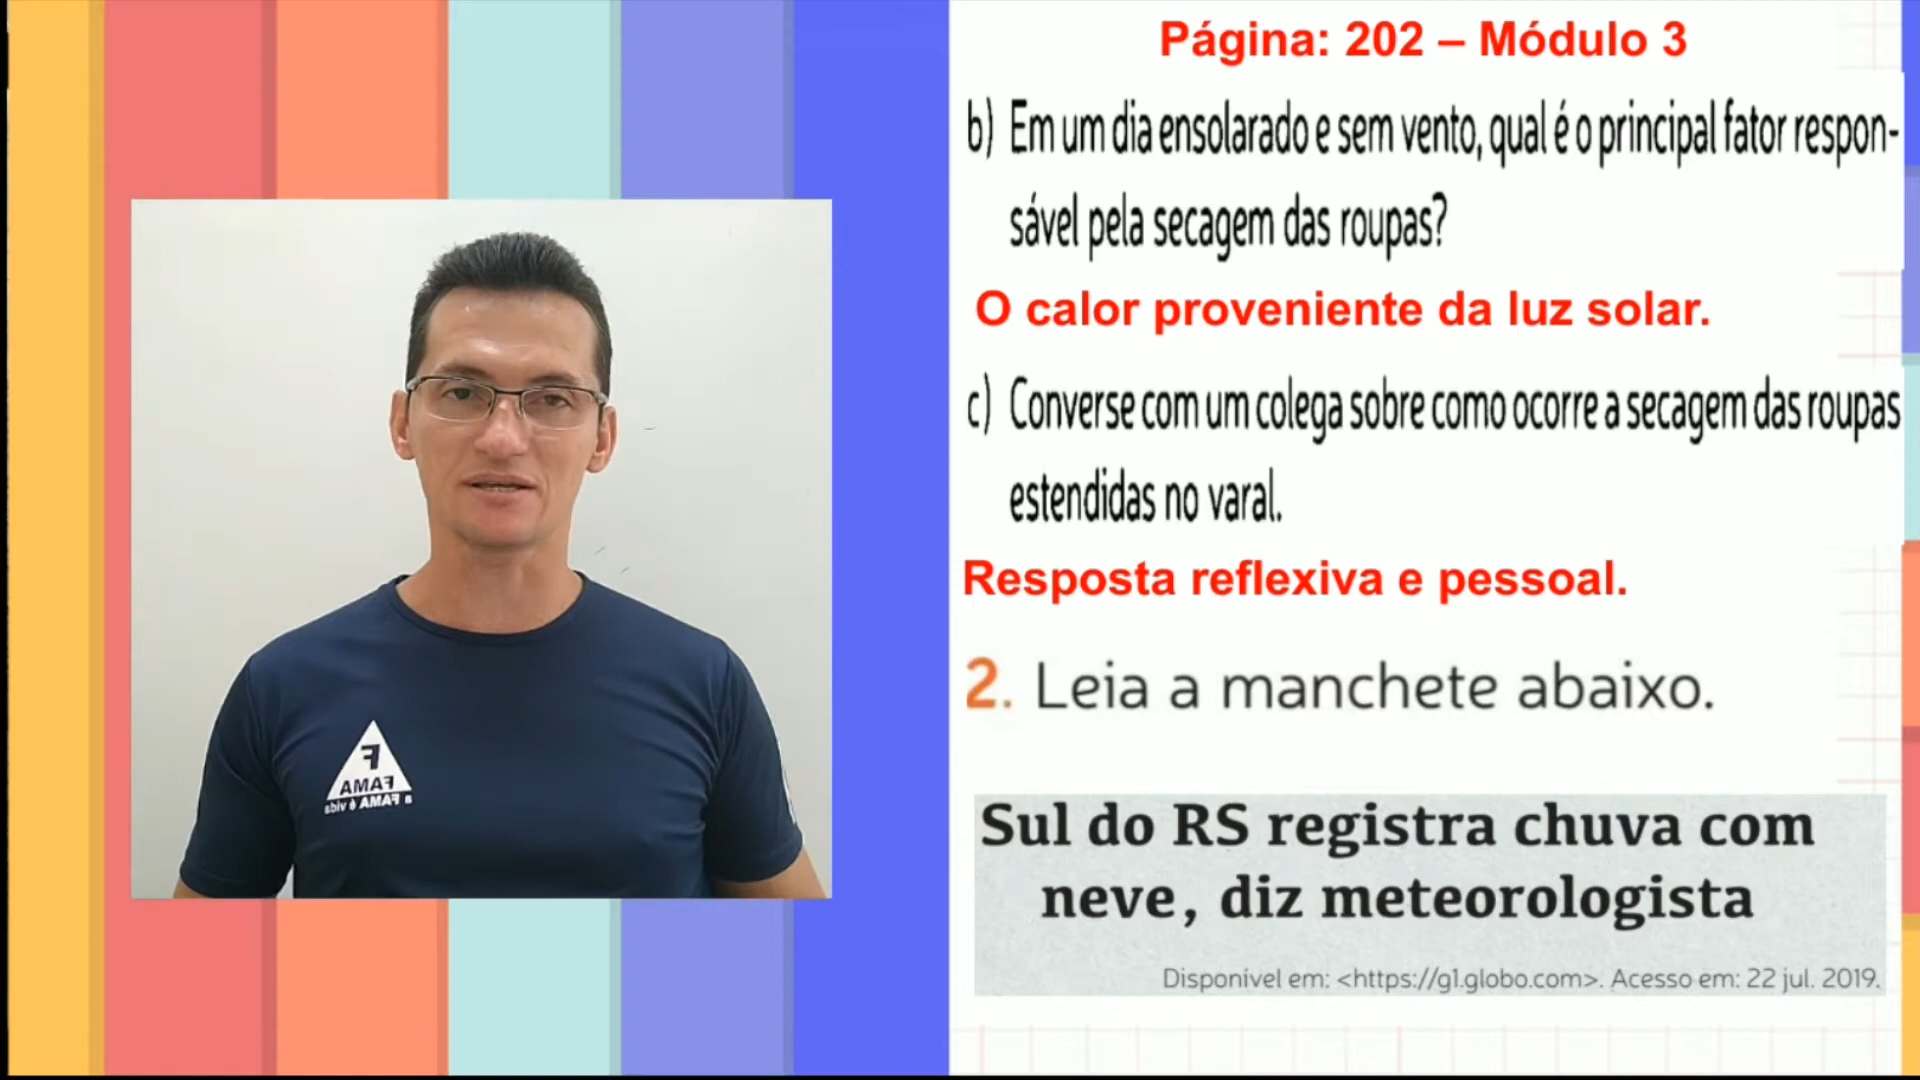 Página: 202 – Módulo 3
b) Em um dia ensolarado e sem vento, qual é o principal fator respon-
sável pela secagem das roupas?
O calor proveniente da luz solar.
c) Converse com um colega sobre como ocorre a secagem das roupas
estendidas no varal.
Resposta reflexiva e pessoal.
2. Leia a manchete abaixo.
Sul do RS registra chuva com
neve, diz meteorologista
Disponível em: <https://g1.globo.com>. Acesso em: 22 jul. 2019.
F
FAMA
a FAMA é vida